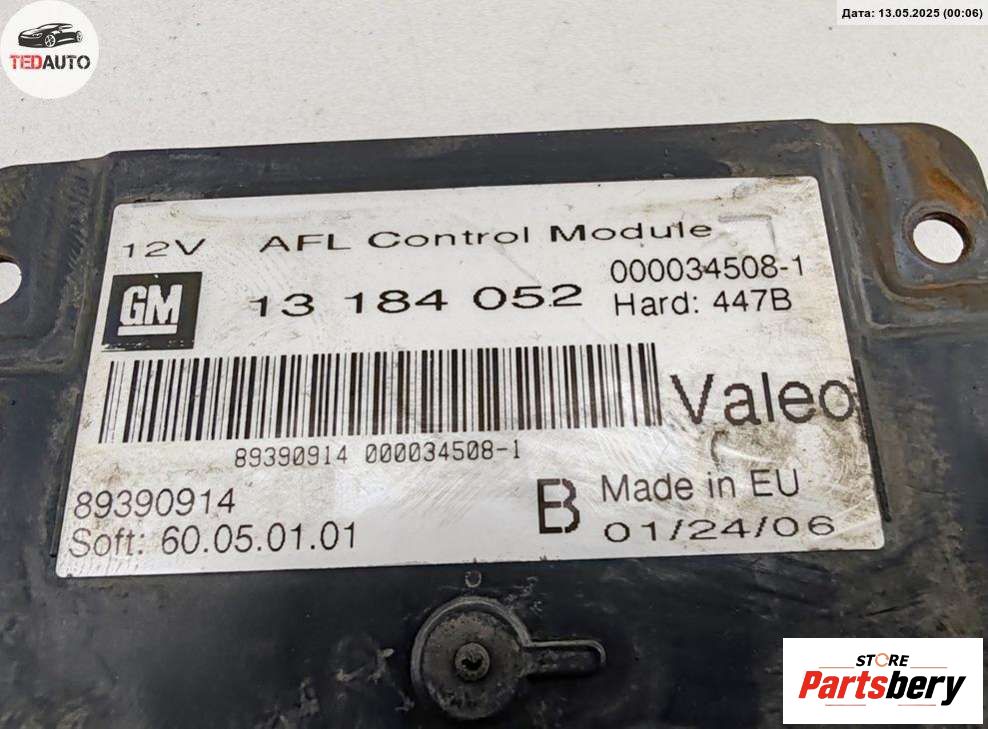 Дата: 13.05.2025 (00:06)
TEDAUTO
12V AFL Control Module
000034508-1
GM 13 184 052 Hard: 447B
Valeo
89390914 000034508-1
89390914
B Made in EU
Soft: 60.05.01.01
01/24/06
STORE
Partsbery